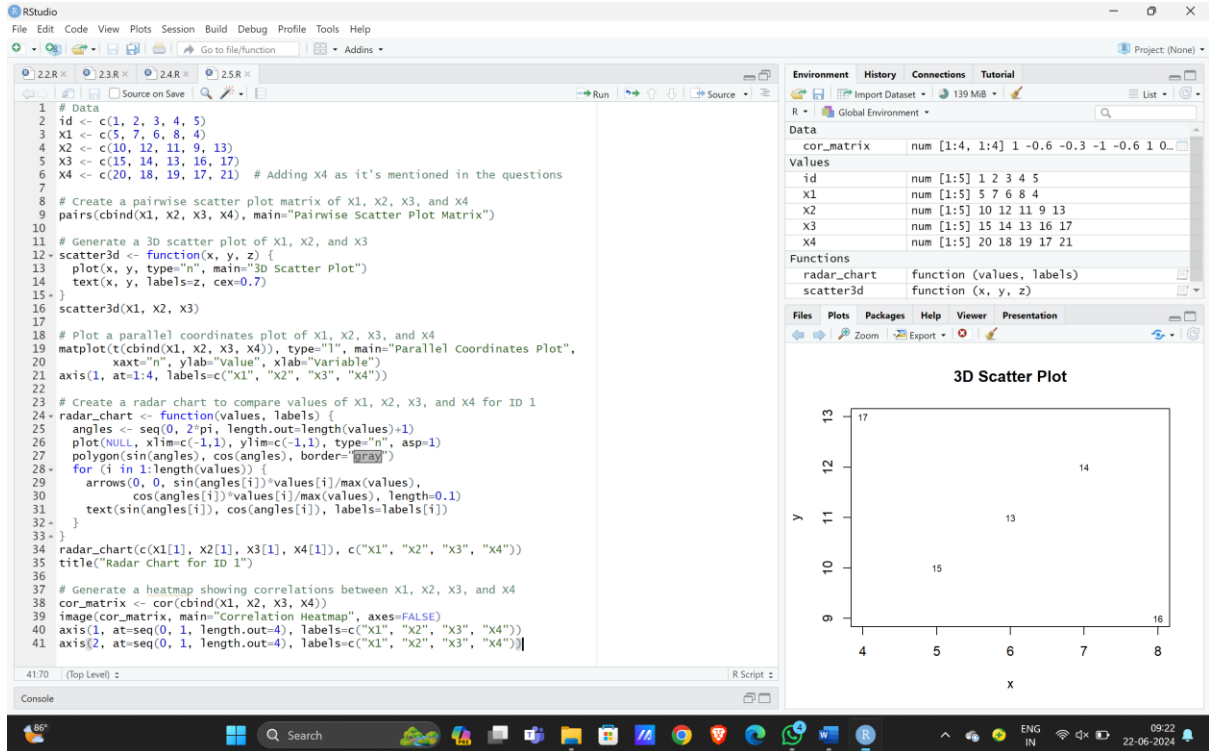 RStudio
File Edit Code View Plots Session Build Debug Profile Tools Help
Go to file/function Addins Project: (None)
2.2.R 2.3.R 2.4.R 2.5.R
Source on Save Run Source
1 # Data
2 id <- c(1, 2, 3, 4, 5)
3 X1 <- c(5, 7, 6, 8, 4)
4 X2 <- c(10, 12, 11, 9, 13)
5 X3 <- c(15, 14, 13, 16, 17)
6 X4 <- c(20, 18, 19, 17, 21)  # Adding X4 as it's mentioned in the questions
7
8 # Create a pairwise scatter plot matrix of X1, X2, X3, and X4
9 pairs(cbind(X1, X2, X3, X4), main="Pairwise Scatter Plot Matrix")
10
11 # Generate a 3D scatter plot of X1, X2, and X3
12 scatter3d <- function(x, y, z) {
13   plot(x, y, type="n", main="3D Scatter Plot")
14   text(x, y, labels=z, cex=0.7)
15 }
16 scatter3d(X1, X2, X3)
17
18 # Plot a parallel coordinates plot of X1, X2, X3, and X4
19 matplot(t(cbind(X1, X2, X3, X4)), type="l", main="Parallel Coordinates Plot",
20         xaxt="n", ylab="Value", xlab="Variable")
21 axis(1, at=1:4, labels=c("X1", "X2", "X3", "X4"))
22
23 # Create a radar chart to compare values of X1, X2, X3, and X4 for ID 1
24 radar_chart <- function(values, labels) {
25   angles <- seq(0, 2*pi, length.out=length(values)+1)
26   plot(NULL, xlim=c(-1,1), ylim=c(-1,1), type="n", asp=1)
27   polygon(sin(angles), cos(angles), border="gray")
28   for (i in 1:length(values)) {
29     arrows(0, 0, sin(angles[i])*values[i]/max(values),
30            cos(angles[i])*values[i]/max(values), length=0.1)
31     text(sin(angles[i]), cos(angles[i]), labels=labels[i])
32   }
33 }
34 radar_chart(c(X1[1], X2[1], X3[1], X4[1]), c("X1", "X2", "X3", "X4"))
35 title("Radar Chart for ID 1")
36
37 # Generate a heatmap showing correlations between X1, X2, X3, and X4
38 cor_matrix <- cor(cbind(X1, X2, X3, X4))
39 image(cor_matrix, main="Correlation Heatmap", axes=FALSE)
40 axis(1, at=seq(0, 1, length.out=4), labels=c("X1", "X2", "X3", "X4"))
41 axis(2, at=seq(0, 1, length.out=4), labels=c("X1", "X2", "X3", "X4"))
41:70 (Top Level) R Script
Console
Environment History Connections Tutorial
Import Dataset 139 MiB List
R Global Environment
Data
cor_matrix num [1:4, 1:4] 1 -0.6 -0.3 -1 -0.6 1 0…
Values
id num [1:5] 1 2 3 4 5
X1 num [1:5] 5 7 6 8 4
X2 num [1:5] 10 12 11 9 13
X3 num [1:5] 15 14 13 16 17
X4 num [1:5] 20 18 19 17 21
Functions
radar_chart function (values, labels)
scatter3d function (x, y, z)
Files Plots Packages Help Viewer Presentation
Zoom Export
3D Scatter Plot
13
12
11
10
9
y
17
14
13
15
16
4 5 6 7 8
x
86°
Search
ENG
IN
09:22
22-06-2024